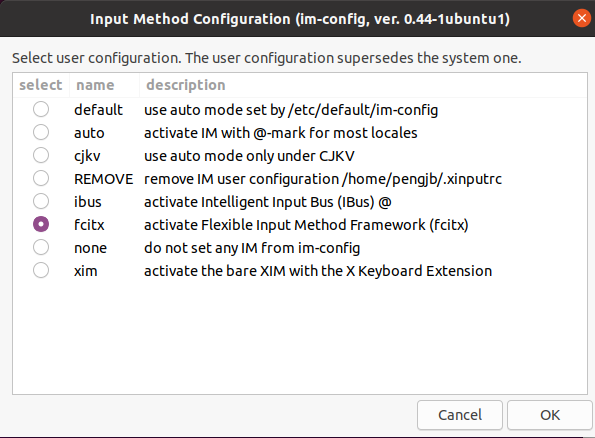 Input Method Configuration (im-config, ver. 0.44-1ubuntu1)
Select user configuration. The user configuration supersedes the system one.
select name description
default use auto mode set by /etc/default/im-config
auto activate IM with @-mark for most locales
cjkv use auto mode only under CJKV
REMOVE remove IM user configuration /home/pengjb/.xinputrc
ibus activate Intelligent Input Bus (IBus) @
fcitx activate Flexible Input Method Framework (fcitx)
none do not set any IM from im-config
xim activate the bare XIM with the X Keyboard Extension
Cancel OK